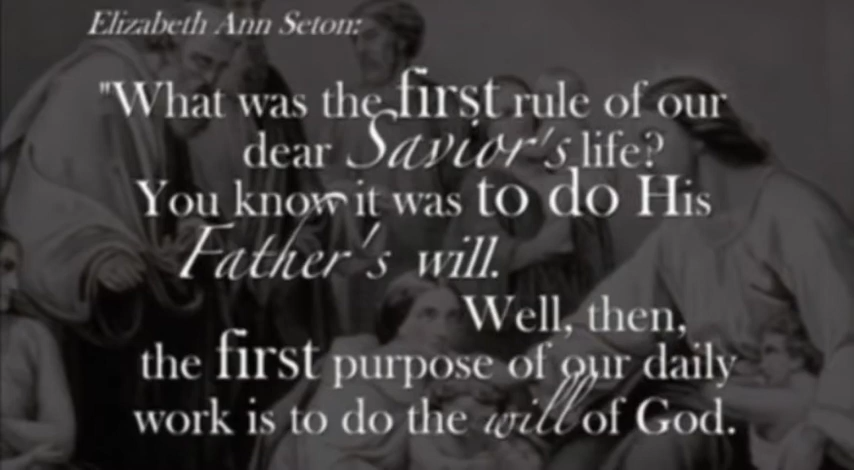 Elizabeth Ann Seton:
"What was the first rule of our
dear Savior's life?
You know it was to do His
Father's will.
Well, then,
the first purpose of our daily
work is to do the will of God.